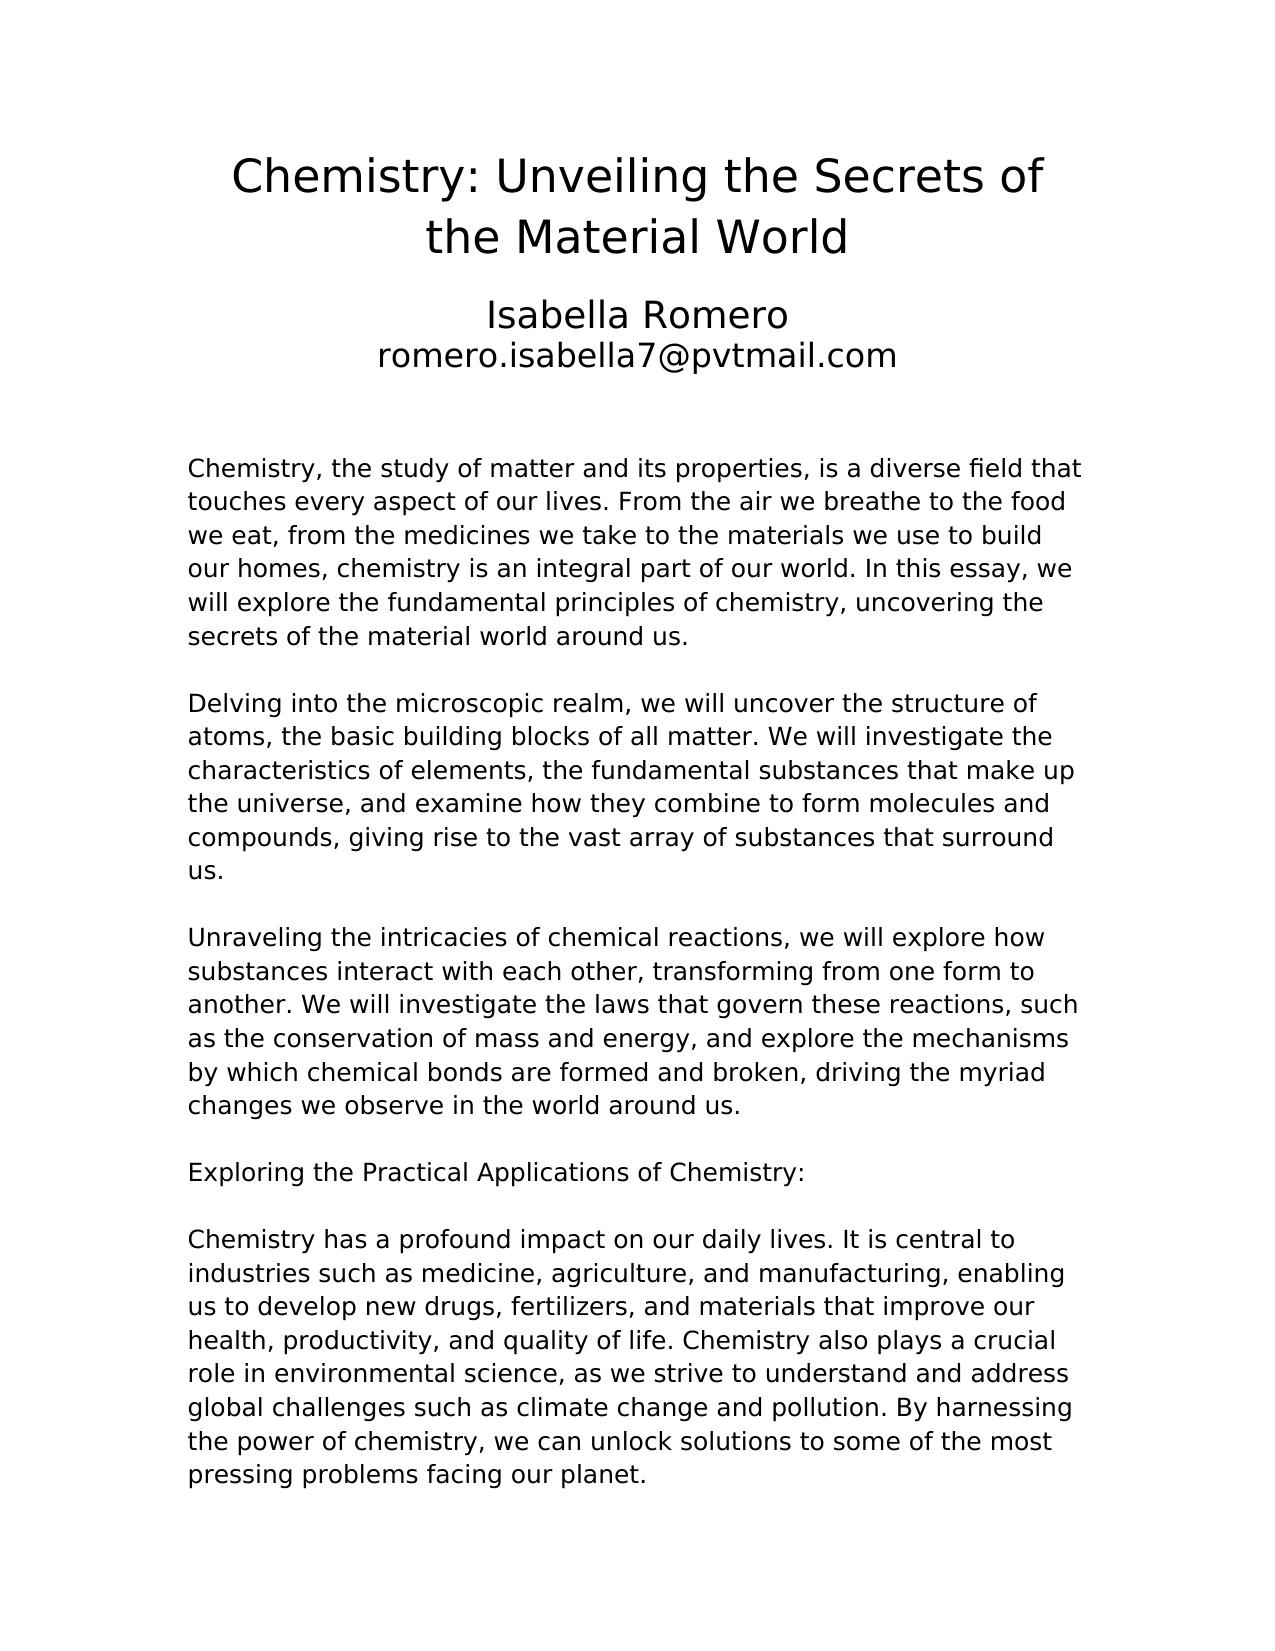 Chemistry: Unveiling the Secrets of
the Material World
Isabella Romero
romero.isabella7@pvtmail.com
Chemistry, the study of matter and its properties, is a diverse field that
touches every aspect of our lives. From the air we breathe to the food
we eat, from the medicines we take to the materials we use to build
our homes, chemistry is an integral part of our world. In this essay, we
will explore the fundamental principles of chemistry, uncovering the
secrets of the material world around us.
Delving into the microscopic realm, we will uncover the structure of
atoms, the basic building blocks of all matter. We will investigate the
characteristics of elements, the fundamental substances that make up
the universe, and examine how they combine to form molecules and
compounds, giving rise to the vast array of substances that surround
us.
Unraveling the intricacies of chemical reactions, we will explore how
substances interact with each other, transforming from one form to
another. We will investigate the laws that govern these reactions, such
as the conservation of mass and energy, and explore the mechanisms
by which chemical bonds are formed and broken, driving the myriad
changes we observe in the world around us.
Exploring the Practical Applications of Chemistry:
Chemistry has a profound impact on our daily lives. It is central to
industries such as medicine, agriculture, and manufacturing, enabling
us to develop new drugs, fertilizers, and materials that improve our
health, productivity, and quality of life. Chemistry also plays a crucial
role in environmental science, as we strive to understand and address
global challenges such as climate change and pollution. By harnessing
the power of chemistry, we can unlock solutions to some of the most
pressing problems facing our planet.